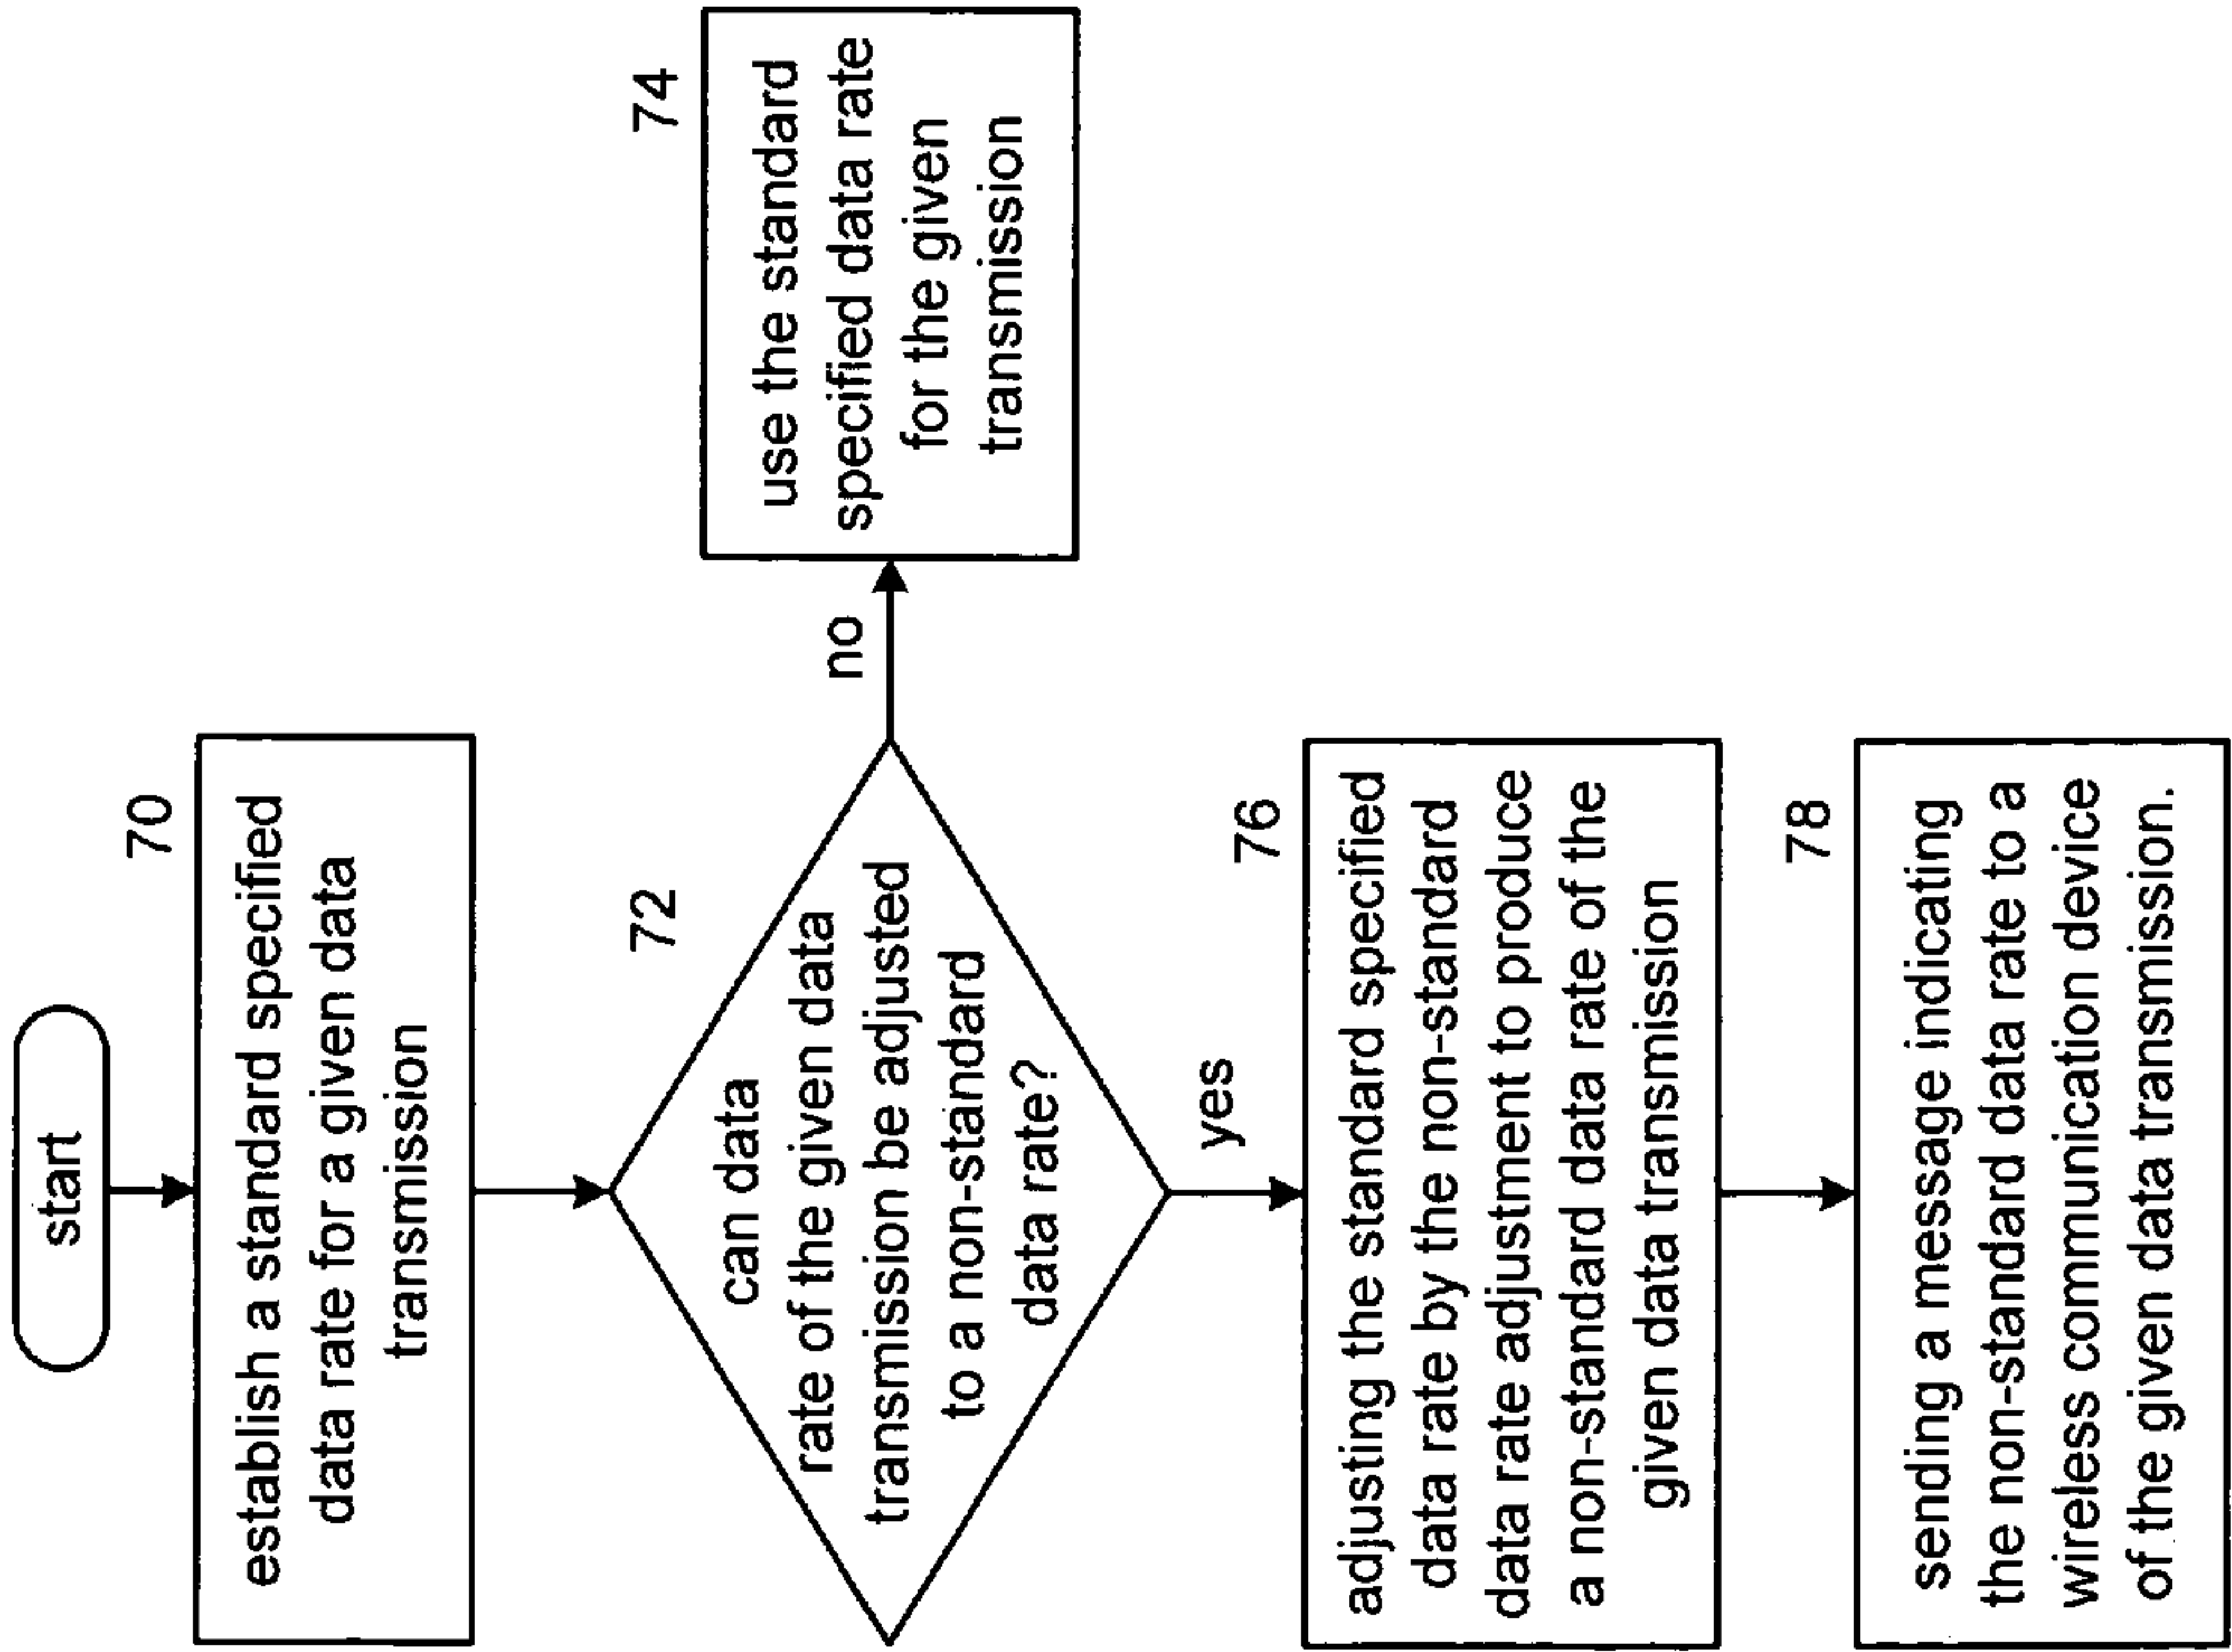 start
70
establish a standard specified
data rate for a given data
transmission
72
can data
rate of the given data
transmission be adjusted
to a non-standard
data rate?
no
74
use the standard
specified data rate
for the given
transmission
yes
76
adjusting the standard specified
data rate by the non-standard
data rate adjustment to produce
a non-standard data rate of the
given data transmission
78
sending a message indicating
the non-standard data rate to a
wireless communication device
of the given data transmission.